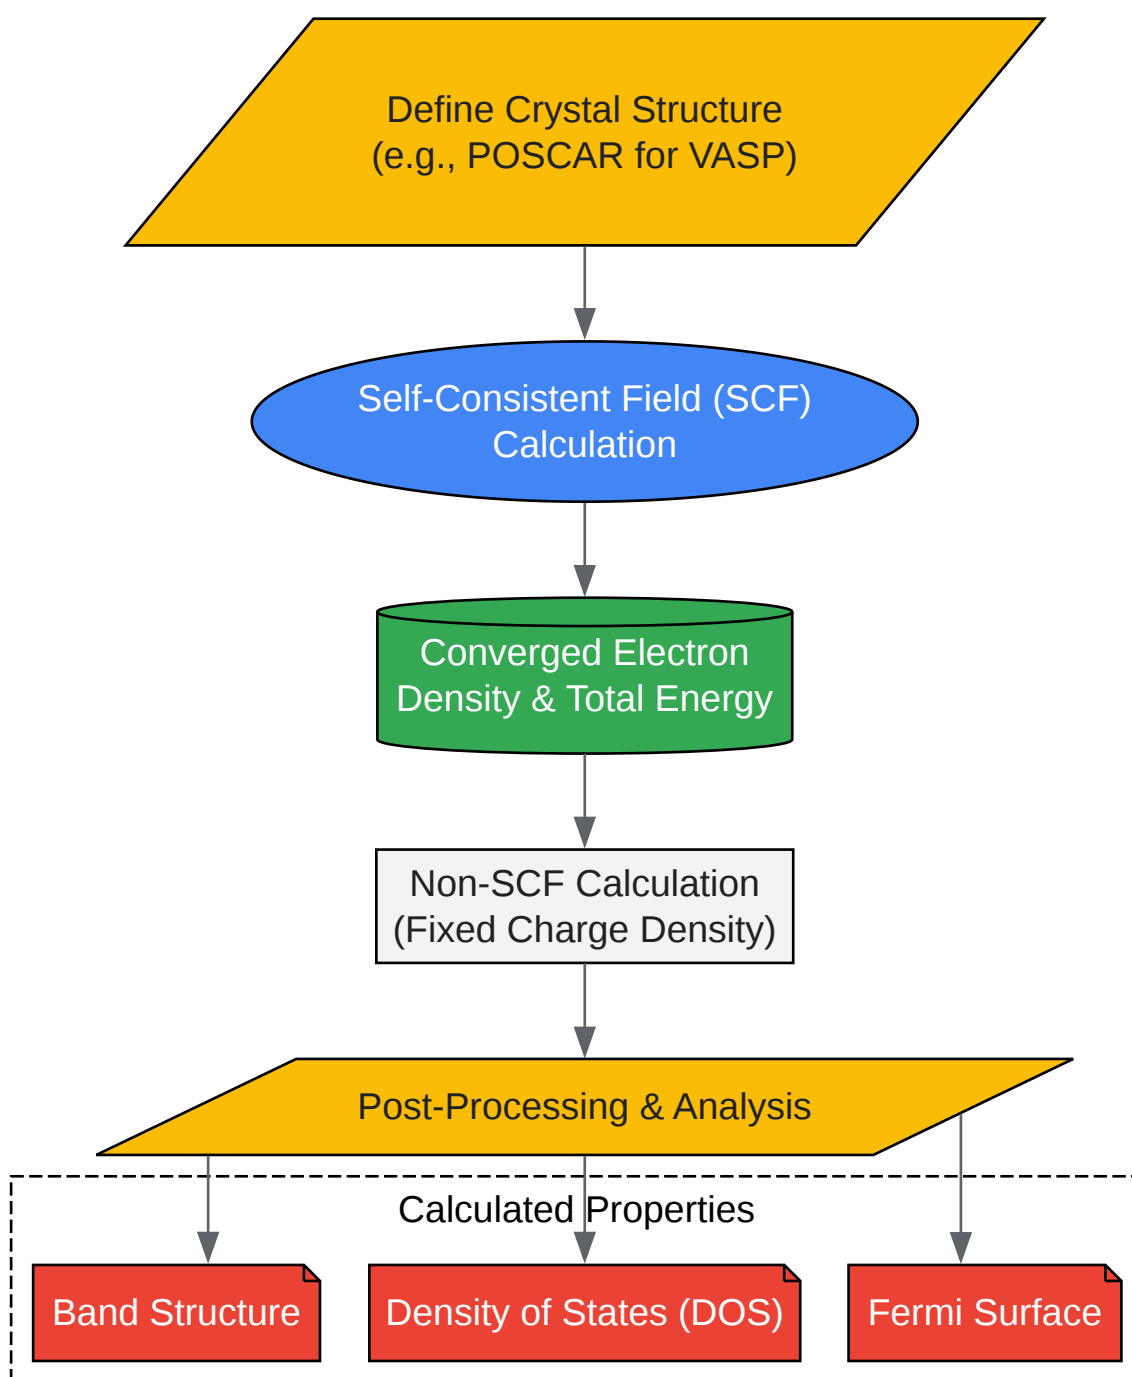 Define Crystal Structure
(e.g., POSCAR for VASP)
Self-Consistent Field (SCF)
Calculation
Converged Electron
Density & Total Energy
Non-SCF Calculation
(Fixed Charge Density)
Post-Processing & Analysis
Calculated Properties
Band Structure
Density of States (DOS)
Fermi Surface